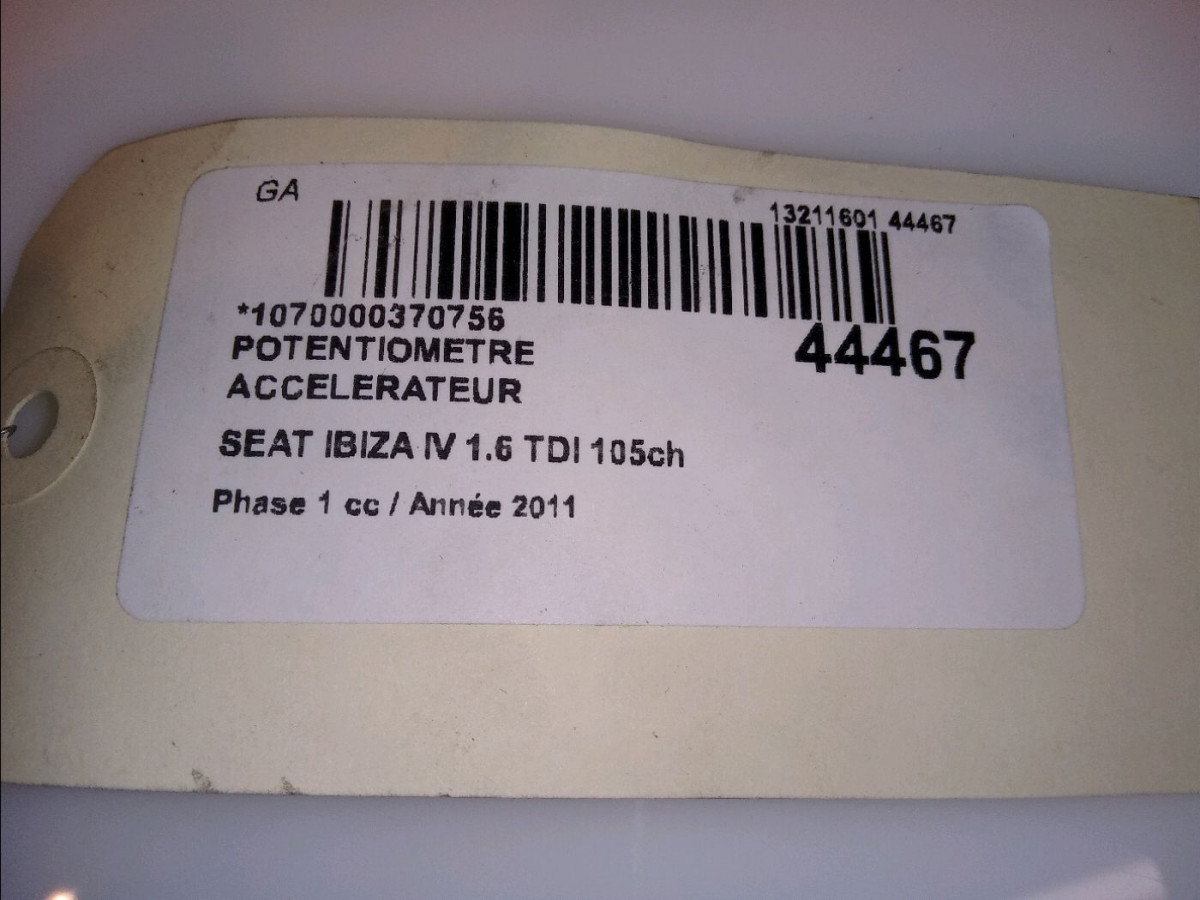 GA
13211601 44467
*1070000370756
44467
POTENTIOMETRE
ACCELERATEUR
SEAT IBIZA IV 1.6 TDI 105ch
Phase 1 cc / Année 2011